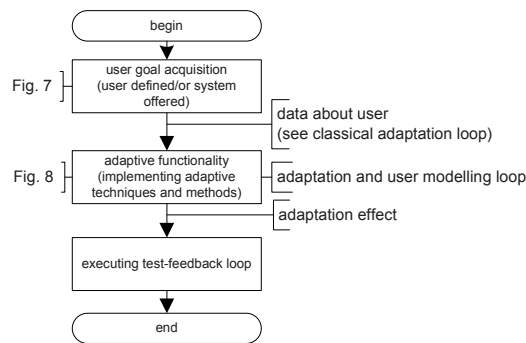 begin
Fig. 7
user goal acquisition
(user defined/or system
offered)
data about user
(see classical adaptation loop)
Fig. 8
adaptive functionality
(implementing adaptive
techniques and methods)
adaptation and user modelling loop
adaptation effect
executing test-feedback loop
end